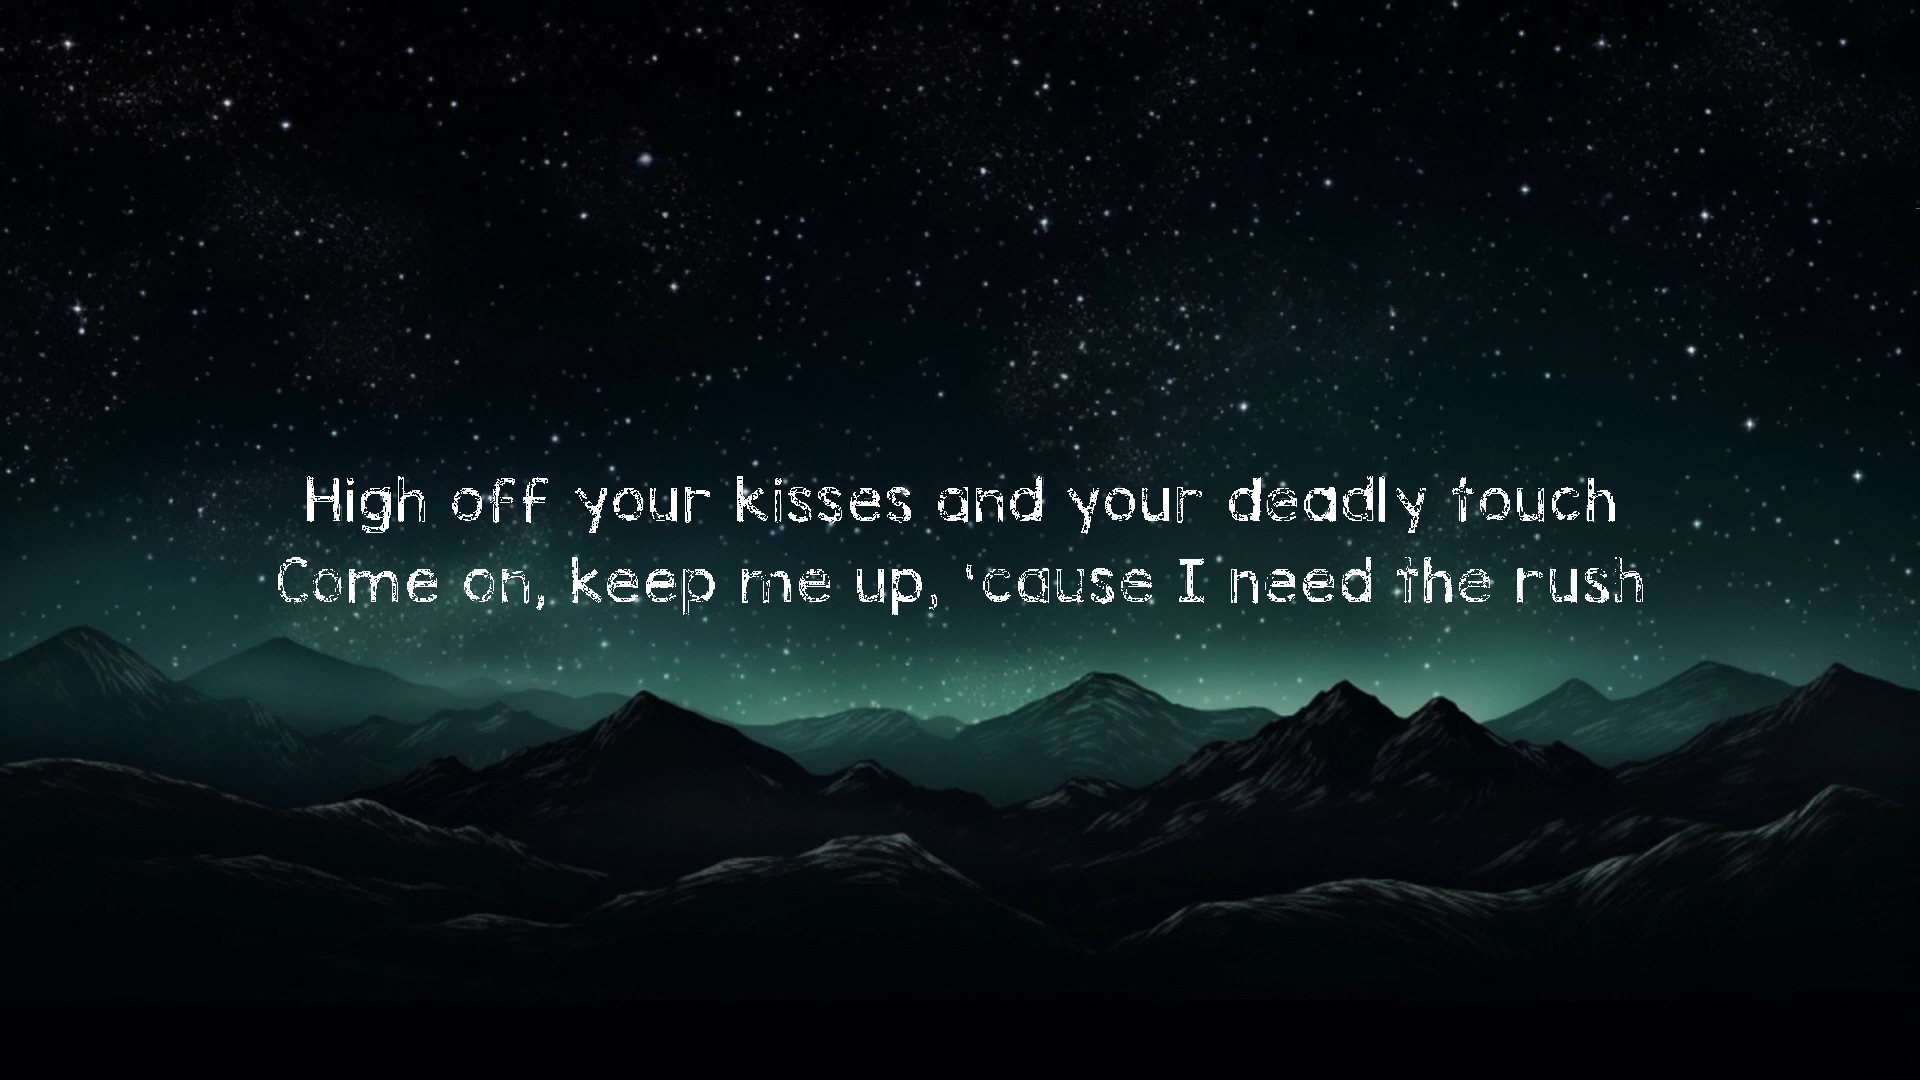 High off your kisses and your deadly touch
Come on, keep me up, ‘cause I need the rush